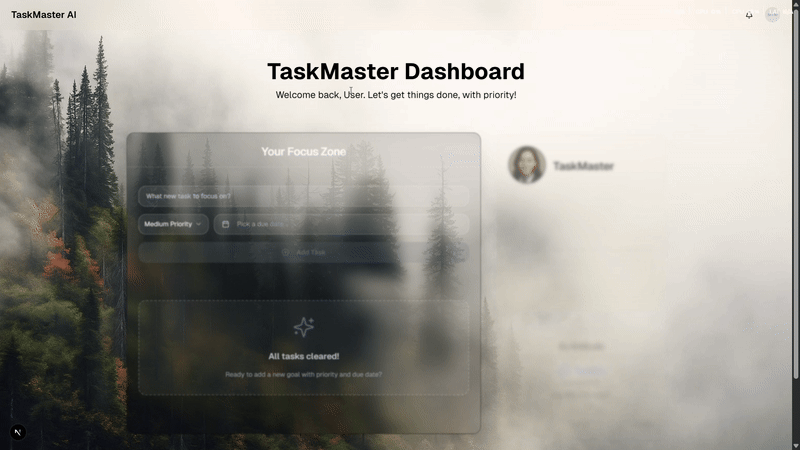 TaskMaster AI
TaskMaster Dashboard
Welcome back, User. Let's get things done, with priority!
Your Focus Zone
TaskMaster
What new task to focus on?
Medium Priority
Pick a due date
Add Task
All tasks cleared!
Ready to add a new goal with priority and due date?